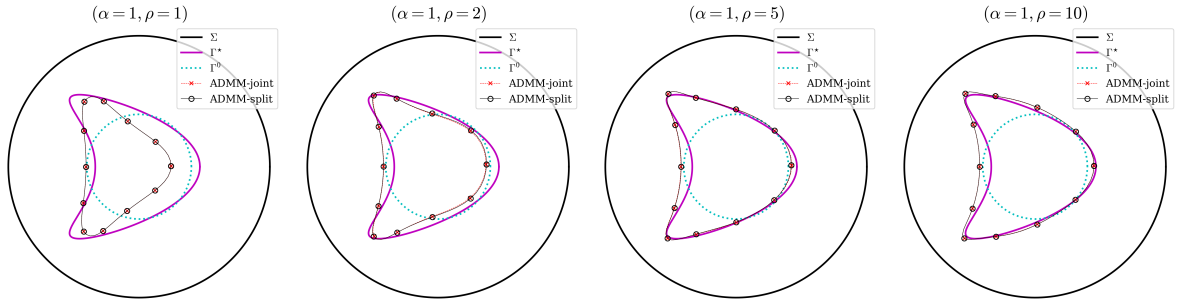 (α = 1, ρ = 1)
Σ
Γ⋆
Γ⁰
ADMM-joint
ADMM-split
(α = 1, ρ = 2)
Σ
Γ⋆
Γ⁰
ADMM-joint
ADMM-split
(α = 1, ρ = 5)
Σ
Γ⋆
Γ⁰
ADMM-joint
ADMM-split
(α = 1, ρ = 10)
Σ
Γ⋆
Γ⁰
ADMM-joint
ADMM-split